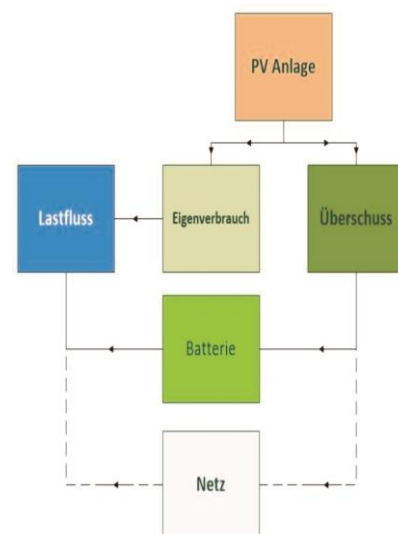 PV Anlage
Lastfluss
Eigenverbrauch
Überschuss
Batterie
Netz